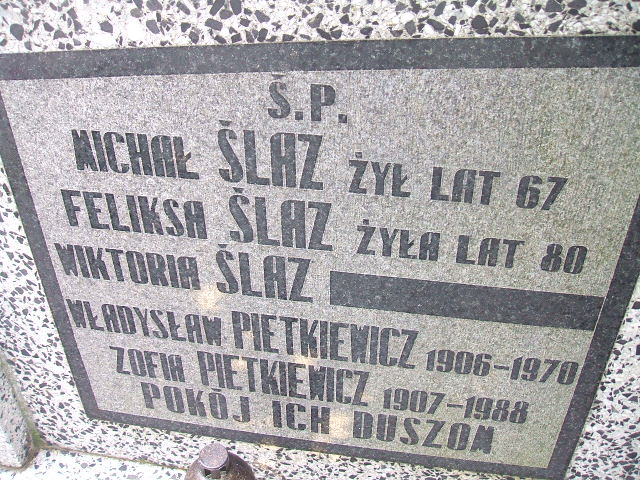 Ś.P.
MICHAŁ ŚLAZ ŻYŁ LAT 67
FELIKSA ŚLAZ ŻYŁA LAT 80
WIKTORIA ŚLAZ
WŁADYSŁAW PIETKIEWICZ 1906-1970
ZOFIA PIETKIEWICZ 1907-1988
POKÓJ ICH DUSZOM